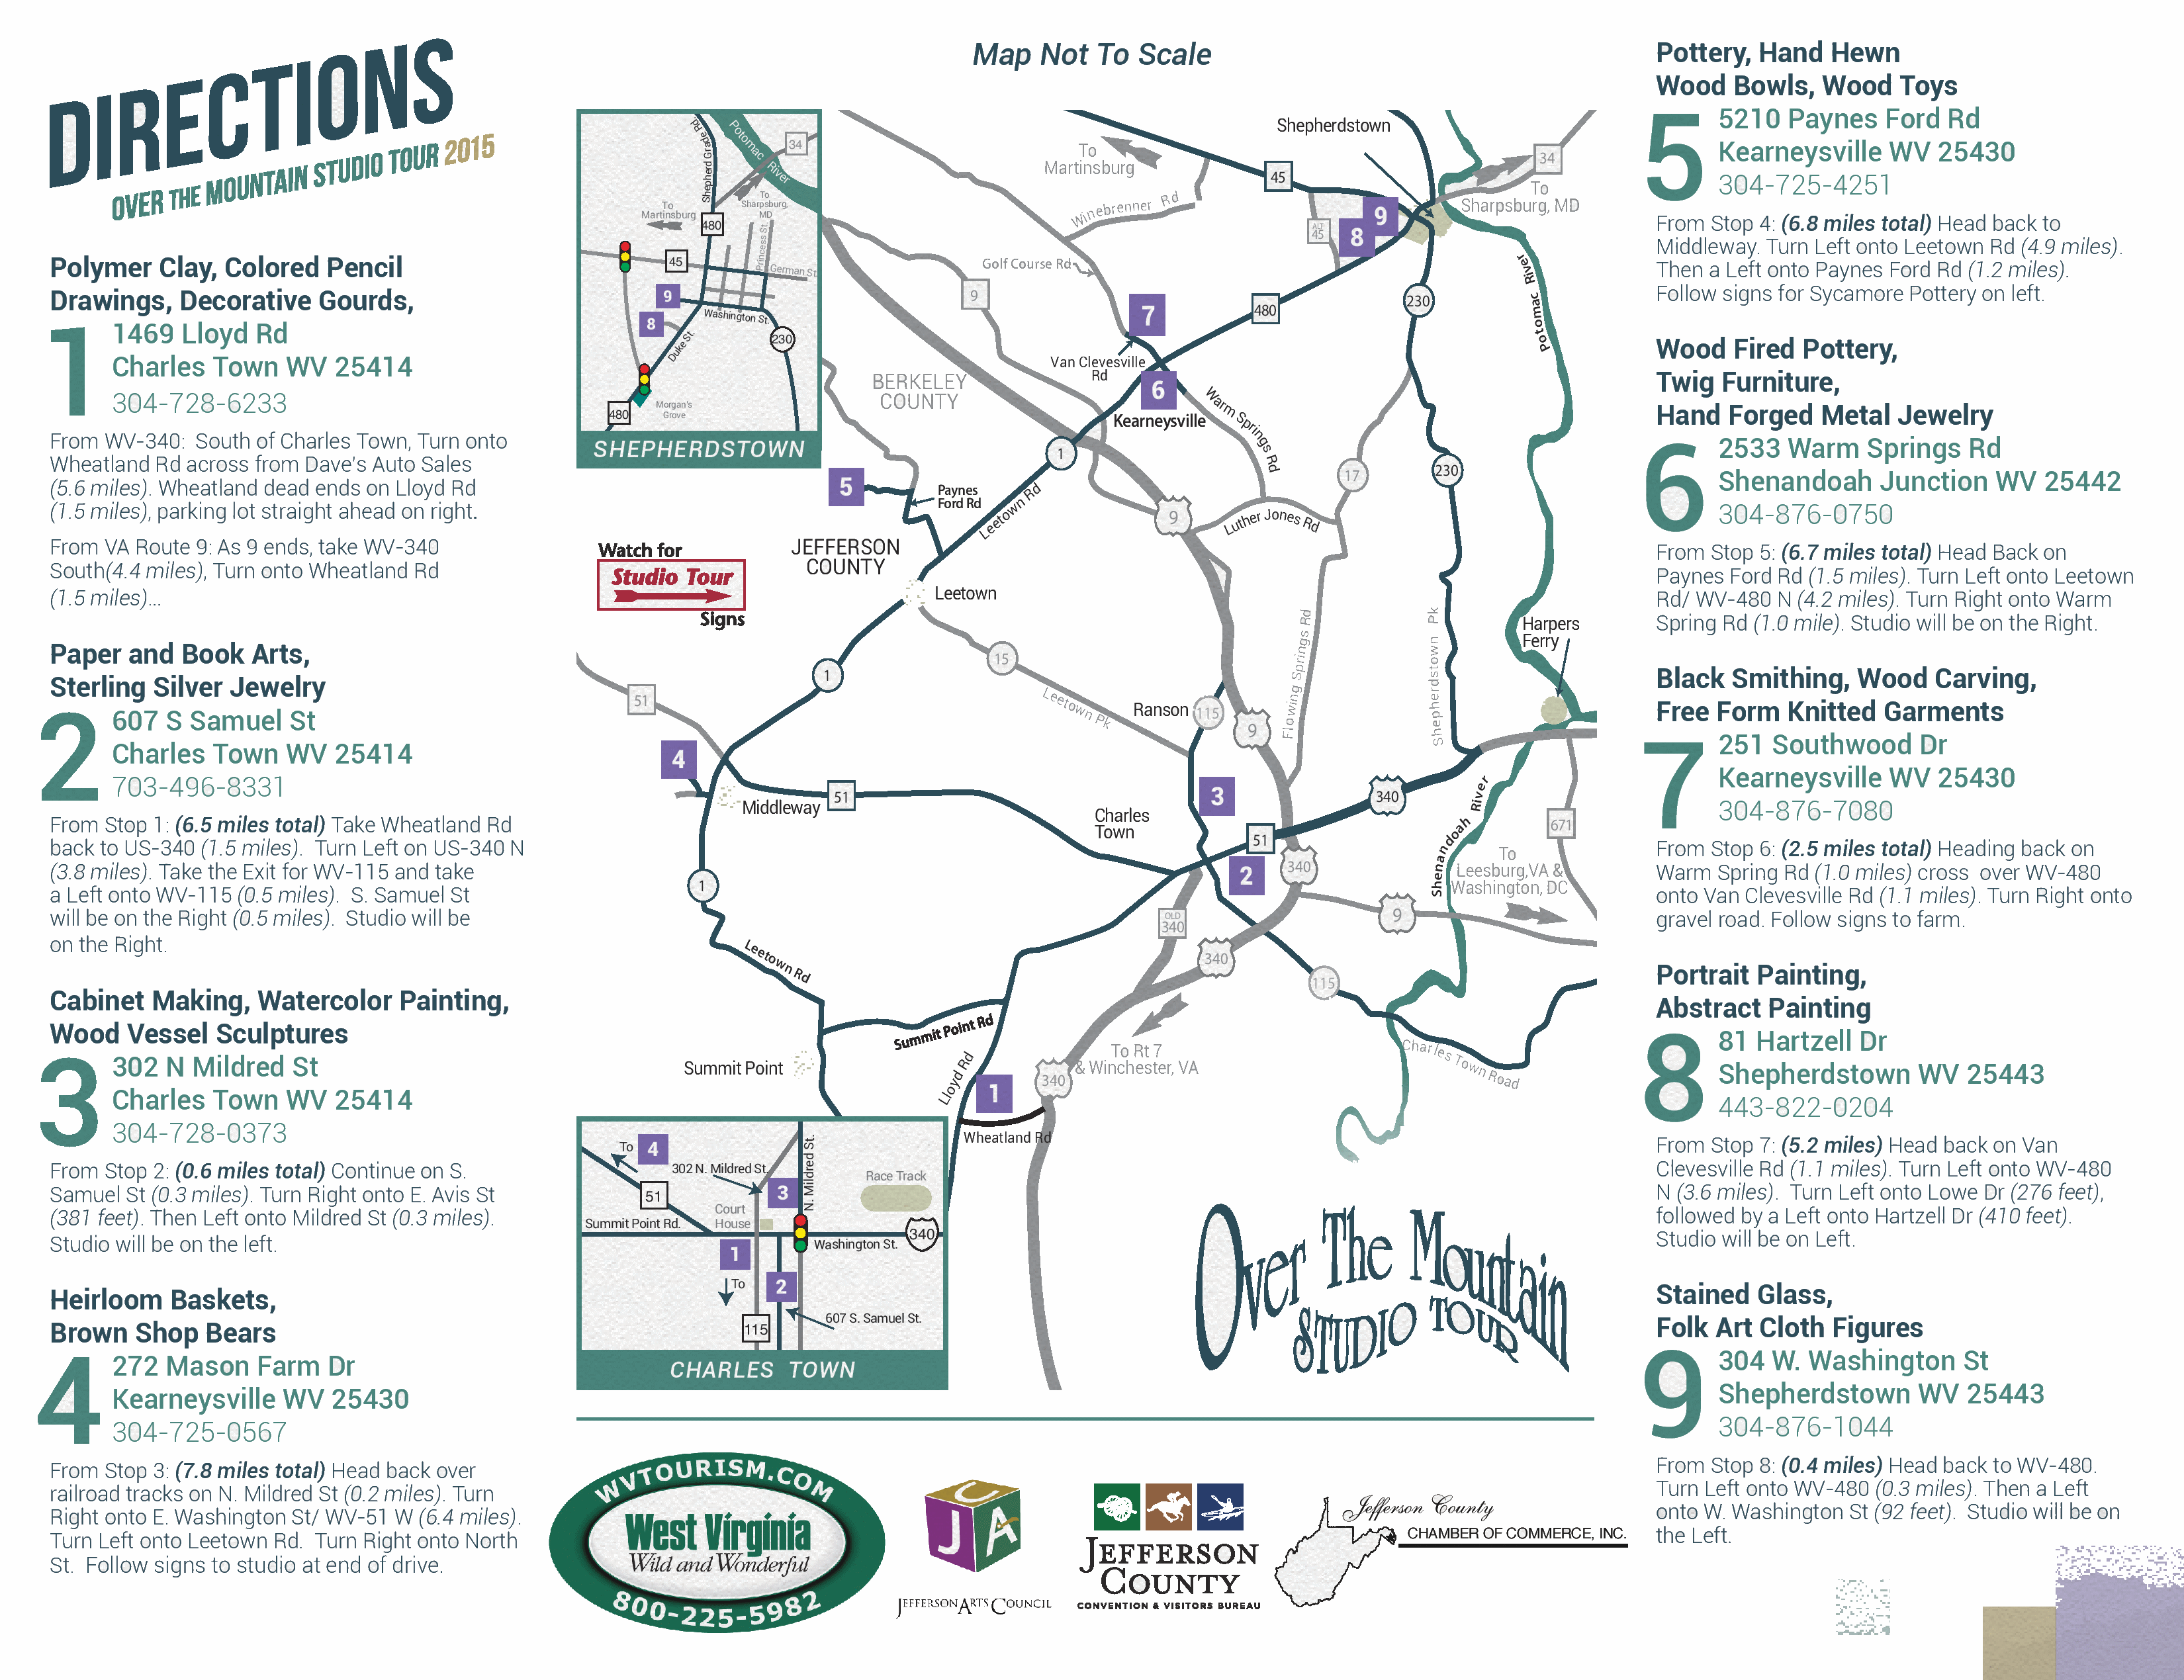 DIRECTIONS
OVER THE MOUNTAIN STUDIO TOUR 2015
Polymer Clay, Colored Pencil
Drawings, Decorative Gourds,
1
1469 Lloyd Rd
Charles Town WV 25414
304-728-6233
From WV-340: South of Charles Town, Turn onto
Wheatland Rd across from Dave's Auto Sales
(5.6 miles). Wheatland dead ends on Lloyd Rd
(1.5 miles), parking lot straight ahead on right.
From VA Route 9: As 9 ends, take WV-340
South(4.4 miles), Turn onto Wheatland Rd
(1.5 miles)...
Paper and Book Arts,
Sterling Silver Jewelry
2
607 S Samuel St
Charles Town WV 25414
703-496-8331
From Stop 1: (6.5 miles total) Take Wheatland Rd
back to US-340 (1.5 miles). Turn Left on US-340 N
(3.8 miles). Take the Exit for WV-115 and take
a Left onto WV-115 (0.5 miles). S. Samuel St
will be on the Right (0.5 miles). Studio will be
on the Right.
Cabinet Making, Watercolor Painting,
Wood Vessel Sculptures
3
302 N Mildred St
Charles Town WV 25414
304-728-0373
From Stop 2: (0.6 miles total) Continue on S.
Samuel St (0.3 miles). Turn Right onto E. Avis St
(381 feet). Then Left onto Mildred St (0.3 miles).
Studio will be on the left.
Heirloom Baskets,
Brown Shop Bears
4
272 Mason Farm Dr
Kearneysville WV 25430
304-725-0567
From Stop 3: (7.8 miles total) Head back over
railroad tracks on N. Mildred St (0.2 miles). Turn
Right onto E. Washington St/ WV-51 W (6.4 miles).
Turn Left onto Leetown Rd. Turn Right onto North
St. Follow signs to studio at end of drive.
Map Not To Scale
Shepherd Grade Rd
Potomac River
34
To
Sharpsburg,
MD
To
Martinsburg
480
45
Princess St.
German St.
9
8
Washington St.
Duke St.
230
Morgan's
Grove
480
SHEPHERDSTOWN
Shepherdstown
To
Martinsburg
45
34
To
Sharpsburg, MD
Winebrenner Rd
ALT
45
9
8
Golf Course Rd
9
7
480
230
Potomac River
Van Clevesville
Rd
BERKELEY
COUNTY
6
Kearneysville
Warm Springs Rd
1
17
230
5
Paynes
Ford Rd
Leetown Rd
9
Luther Jones Rd
JEFFERSON
COUNTY
Watch for
Studio Tour
Signs
Leetown
Harpers
Ferry
15
1
51
Leetown Pk
Ranson
115
9
Flowing Springs Rd
Shepherdstown Pk
4
Middleway
51
3
340
Charles
Town
51
2
340
Shenandoah River
671
To
Leesburg,VA &
Washington, DC
1
OLD
340
9
340
Leetown Rd
115
Summit Point Rd
Summit Point
Lloyd Rd
1
340
To Rt 7
& Winchester, VA
Charles Town Road
Wheatland Rd
To
4
302 N. Mildred St.
N. Mildred St.
Race Track
51
3
Court
House
Summit Point Rd.
340
Washington St.
1
To
2
607 S. Samuel St.
115
CHARLES TOWN
Over The Mountain
STUDIO TOUR
WVTOURISM.COM
West Virginia
Wild and Wonderful
800-225-5982
JCA
JEFFERSON ARTS COUNCIL
JEFFERSON
COUNTY
CONVENTION & VISITORS BUREAU
Jefferson County
CHAMBER OF COMMERCE, INC.
Pottery, Hand Hewn
Wood Bowls, Wood Toys
5
5210 Paynes Ford Rd
Kearneysville WV 25430
304-725-4251
From Stop 4: (6.8 miles total) Head back to
Middleway. Turn Left onto Leetown Rd (4.9 miles).
Then a Left onto Paynes Ford Rd (1.2 miles).
Follow signs for Sycamore Pottery on left.
Wood Fired Pottery,
Twig Furniture,
Hand Forged Metal Jewelry
6
2533 Warm Springs Rd
Shenandoah Junction WV 25442
304-876-0750
From Stop 5: (6.7 miles total) Head Back on
Paynes Ford Rd (1.5 miles). Turn Left onto Leetown
Rd/ WV-480 N (4.2 miles). Turn Right onto Warm
Spring Rd (1.0 mile). Studio will be on the Right.
Black Smithing, Wood Carving,
Free Form Knitted Garments
7
251 Southwood Dr
Kearneysville WV 25430
304-876-7080
From Stop 6: (2.5 miles total) Heading back on
Warm Spring Rd (1.0 miles) cross over WV-480
onto Van Clevesville Rd (1.1 miles). Turn Right onto
gravel road. Follow signs to farm.
Portrait Painting,
Abstract Painting
8
81 Hartzell Dr
Shepherdstown WV 25443
443-822-0204
From Stop 7: (5.2 miles) Head back on Van
Clevesville Rd (1.1 miles). Turn Left onto WV-480
N (3.6 miles). Turn Left onto Lowe Dr (276 feet),
followed by a Left onto Hartzell Dr (410 feet).
Studio will be on Left.
Stained Glass,
Folk Art Cloth Figures
9
304 W. Washington St
Shepherdstown WV 25443
304-876-1044
From Stop 8: (0.4 miles) Head back to WV-480.
Turn Left onto WV-480 (0.3 miles). Then a Left
onto W. Washington St (92 feet). Studio will be on
the Left.